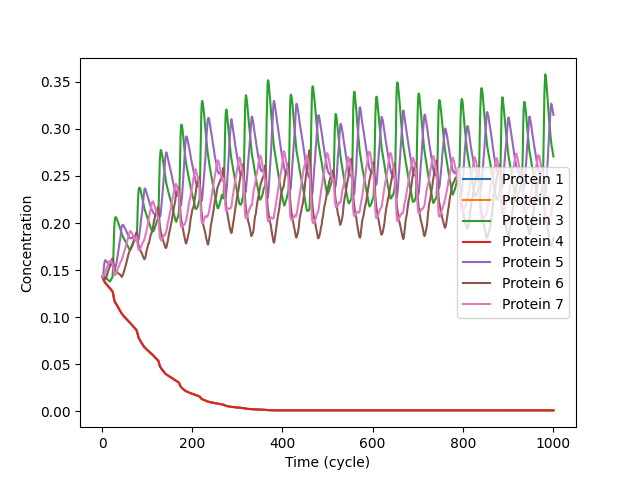 0.35
0.30
0.25
0.20
0.15
0.10
0.05
0.00
Concentration
0
200
400
600
800
1000
Time (cycle)
Protein 1
Protein 2
Protein 3
Protein 4
Protein 5
Protein 6
Protein 7